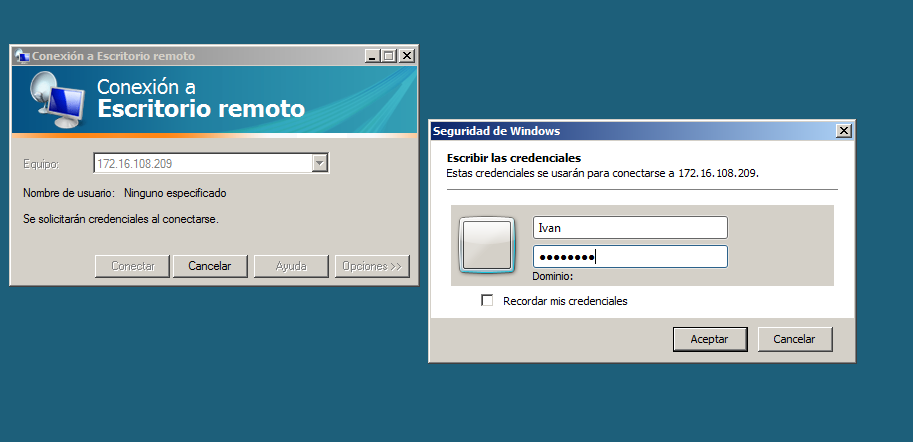 Conexión a Escritorio remoto
Conexión a
Escritorio remoto
Equipo: 172.16.108.209
Nombre de usuario: Ninguno especificado
Se solicitarán credenciales al conectarse.
Conectar Cancelar Ayuda Opciones >>
Seguridad de Windows
Escribir las credenciales
Estas credenciales se usarán para conectarse a 172.16.108.209.
Ivan
●●●●●●●●
Dominio:
Recordar mis credenciales
Aceptar Cancelar